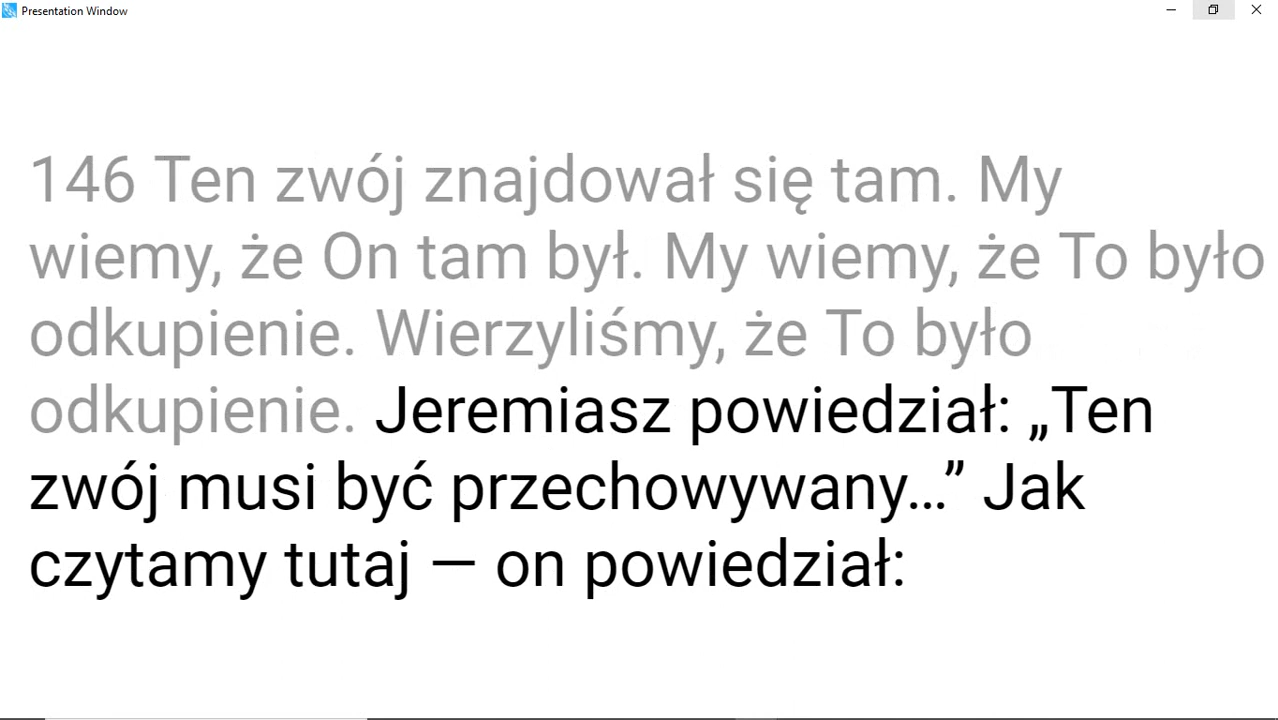 Presentation Window
146 Ten zwój znajdował się tam. My
wiemy, że On tam był. My wiemy, że To było
odkupienie. Wierzyliśmy, że To było
odkupienie. Jeremiasz powiedział: „Ten
zwój musi być przechowywany…” Jak
czytamy tutaj — on powiedział: